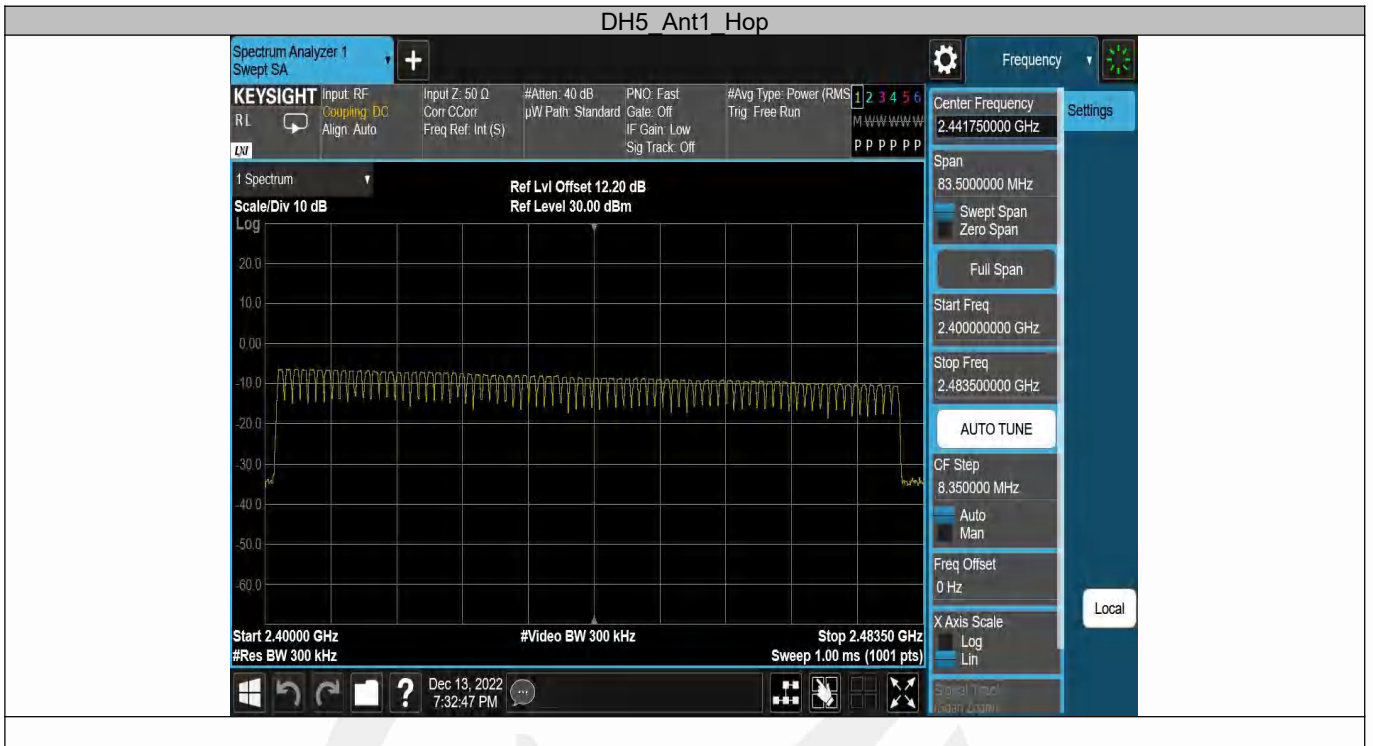 DH5_Ant1_Hop
Spectrum Analyzer 1
Swept SA
+
Frequency
KEYSIGHT
RL
LXI
Input: RF
Coupling: DC
Align: Auto
Input Z: 50 Ω
Corr CCorr
Freq Ref: Int (S)
#Atten: 40 dB
µW Path: Standard
PNO: Fast
Gate: Off
IF Gain: Low
Sig Track: Off
#Avg Type: Power (RMS
Trig: Free Run
1 2 3 4 5 6
M W W W W W
P P P P P P
1 Spectrum
Scale/Div 10 dB
Ref Lvl Offset 12.20 dB
Ref Level 30.00 dBm
Log
20.0
10.0
0.00
-10.0
-20.0
-30.0
-40.0
-50.0
-60.0
Start 2.40000 GHz
#Res BW 300 kHz
#Video BW 300 kHz
Stop 2.48350 GHz
Sweep 1.00 ms (1001 pts)
?
Dec 13, 2022
7:32:47 PM
Center Frequency
2.441750000 GHz
Settings
Span
83.5000000 MHz
Swept Span
Zero Span
Full Span
Start Freq
2.400000000 GHz
Stop Freq
2.483500000 GHz
AUTO TUNE
CF Step
8.350000 MHz
Auto
Man
Freq Offset
0 Hz
X Axis Scale
Log
Lin
Local
Signal Track
(Span Zoom)